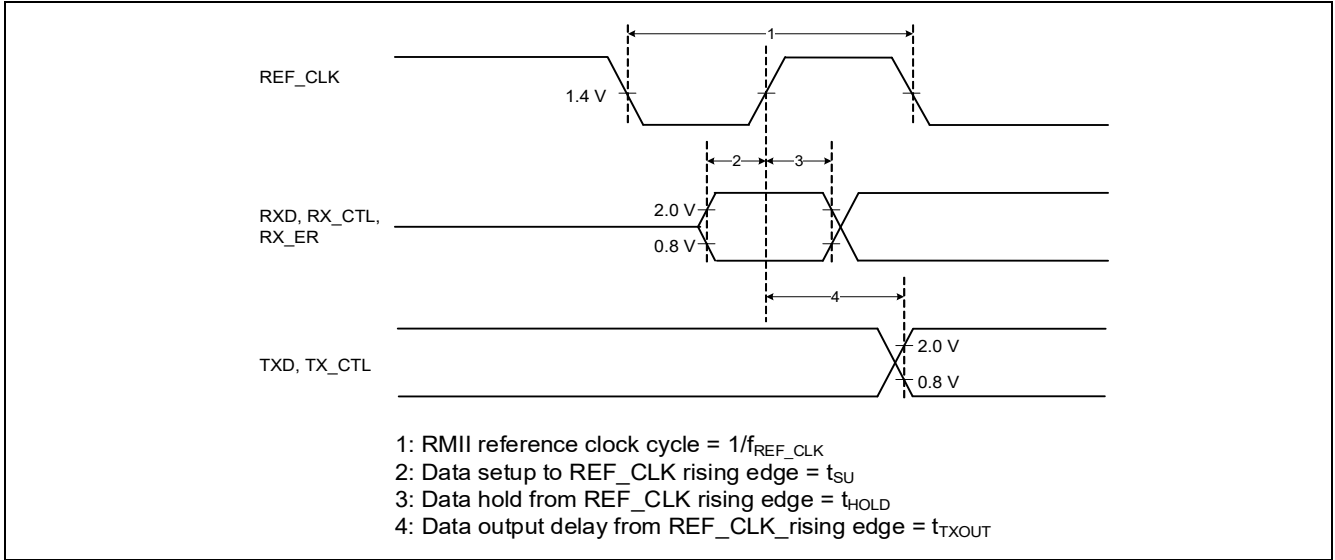 1
REF_CLK
1.4 V
2
3
2.0 V
RXD, RX_CTL,
RX_ER
0.8 V
4
2.0 V
TXD, TX_CTL
0.8 V
1: RMII reference clock cycle = 1/fREF_CLK
2: Data setup to REF_CLK rising edge = tSU
3: Data hold from REF_CLK rising edge = tHOLD
4: Data output delay from REF_CLK_rising edge = tTXOUT